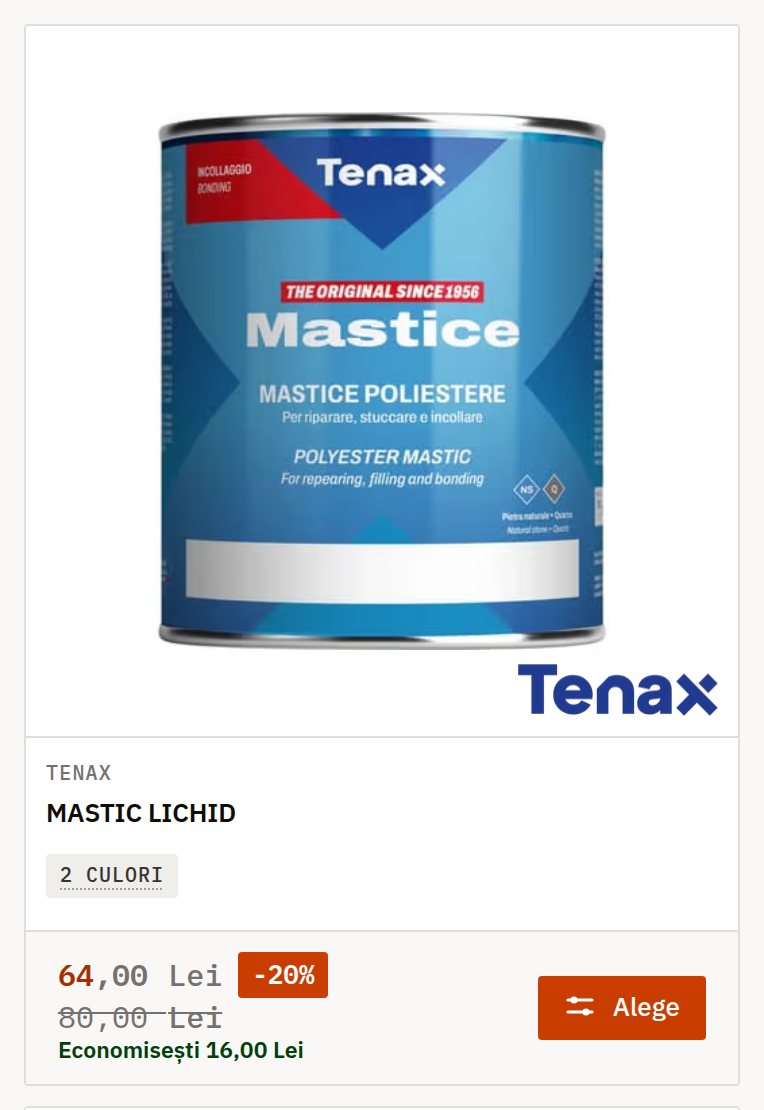 INCOLLAGGIO
BONDING
Tenax
THE ORIGINAL SINCE 1956
Mastice
MASTICE POLIESTERE
Per riparare, stuccare e incollare
POLYESTER MASTIC
For repearing, filling and bonding
NS Q
Pietra naturale • Quarzo
Natural stone • Quartz
Tenax
TENAX
MASTIC LICHID
2 CULORI
64,00 Lei -20%
80,00 Lei
Economisești 16,00 Lei
Alege